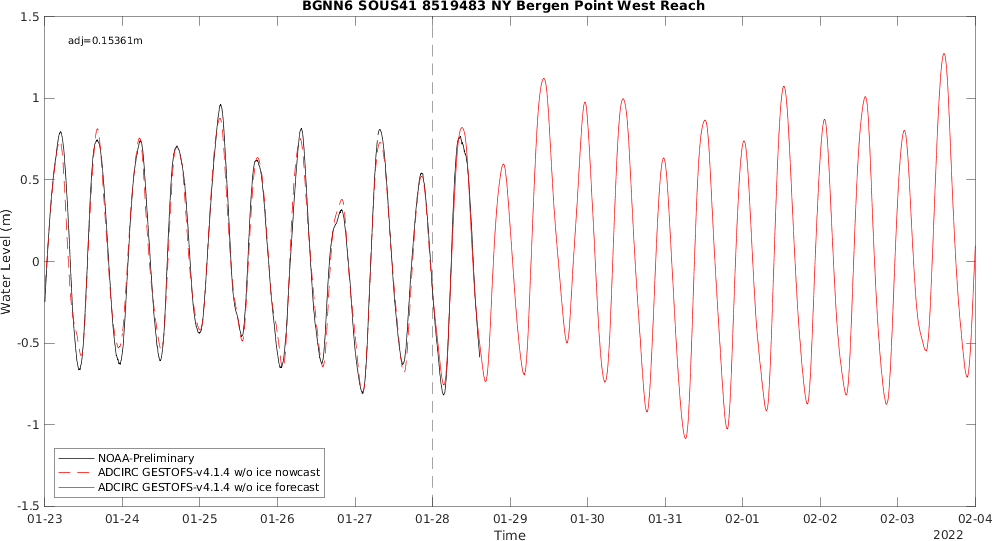 BGNN6 SOUS41 8519483 NY Bergen Point West Reach
1.5
adj=0.15361m
1
0.5
0
-0.5
-1
-1.5
Water Level (m)
NOAA-Preliminary
ADCIRC GESTOFS-v4.1.4 w/o ice nowcast
ADCIRC GESTOFS-v4.1.4 w/o ice forecast
01-23 01-24 01-25 01-26 01-27 01-28 01-29 01-30 01-31 02-01 02-02 02-03 02-04
Time
2022